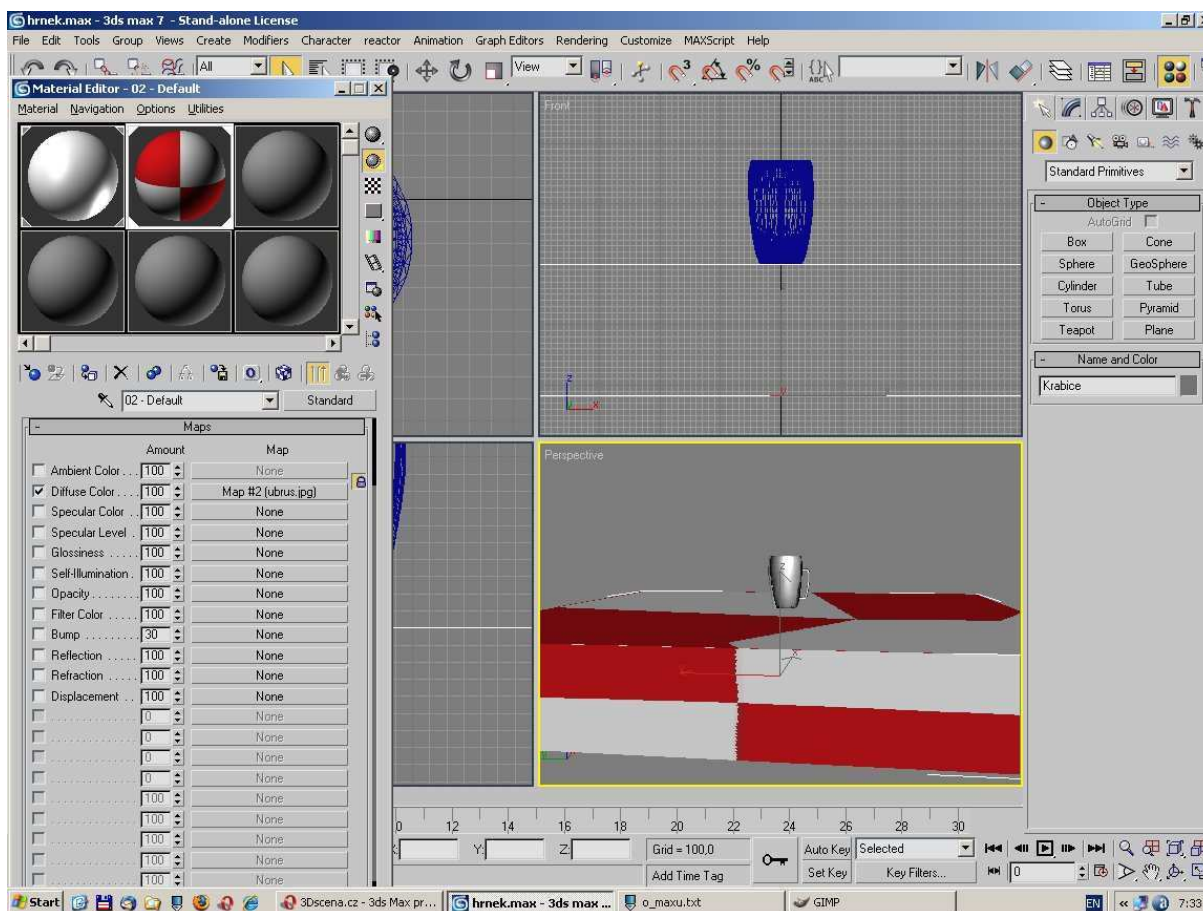 hrnek.max - 3ds max 7 - Stand-alone License
File Edit Tools Group Views Create Modifiers Character reactor Animation Graph Editors Rendering Customize MAXScript Help
All
View
ABC
Material Editor - 02 - Default
Material Navigation Options Utilities
02 - Default
Standard
- Maps
Amount Map
Ambient Color . . . 100 None
Diffuse Color . . . . 100 Map #2 (ubrus.jpg)
Specular Color . . 100 None
Specular Level . 100 None
Glossiness . . . . . 100 None
Self-Illumination . 100 None
Opacity . . . . . . . . 100 None
Filter Color . . . . . 100 None
Bump . . . . . . . . . 30 None
Reflection . . . . . 100 None
Refraction . . . . . 100 None
Displacement . . 100 None
. . . . . . . . . . . . . 0 None
. . . . . . . . . . . . . 0 None
. . . . . . . . . . . . . 0 None
. . . . . . . . . . . . . 0 None
. . . . . . . . . . . . . 100 None
. . . . . . . . . . . . . 100 None
. . . . . . . . . . . . . 100 None
. . . . . . . . . . . . . 100 None
. . . . . . . . . . . . . 100 None
Front
z
x
Perspective
z
x
Standard Primitives
- Object Type
AutoGrid
Box Cone
Sphere GeoSphere
Cylinder Tube
Torus Pyramid
Teapot Plane
- Name and Color
Krabice
12 14 16 18 20 22 24 26 28 30
Y: Z: Grid = 100,0 Auto Key Selected
Add Time Tag Set Key Key Filters... 0
Start 3Dscena.cz - 3ds Max pr... hrnek.max - 3ds max ... o_maxu.txt GIMP EN